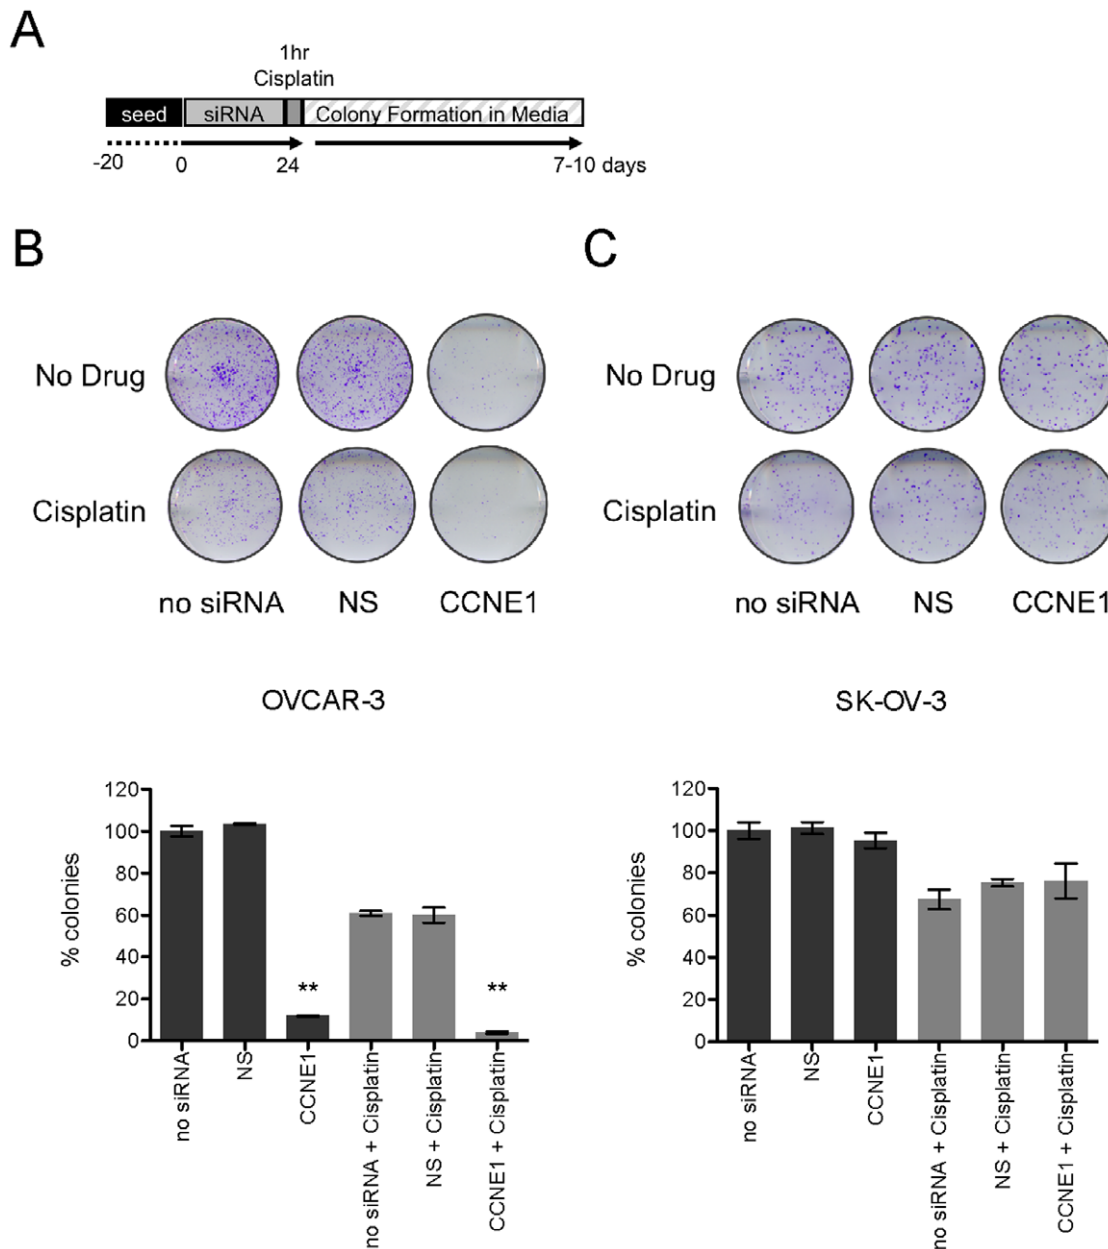 A
1hr
Cisplatin
seed siRNA Colony Formation in Media
-20 0 24 7-10 days
B C
No Drug No Drug
Cisplatin Cisplatin
no siRNA NS CCNE1 no siRNA NS CCNE1
OVCAR-3 SK-OV-3
% colonies
120
100
80
60
40
20
0
** **
no siRNA
NS
CCNE1
no siRNA + Cisplatin
NS + Cisplatin
CCNE1 + Cisplatin
% colonies
120
100
80
60
40
20
0
no siRNA
NS
CCNE1
no siRNA + Cisplatin
NS + Cisplatin
CCNE1 + Cisplatin